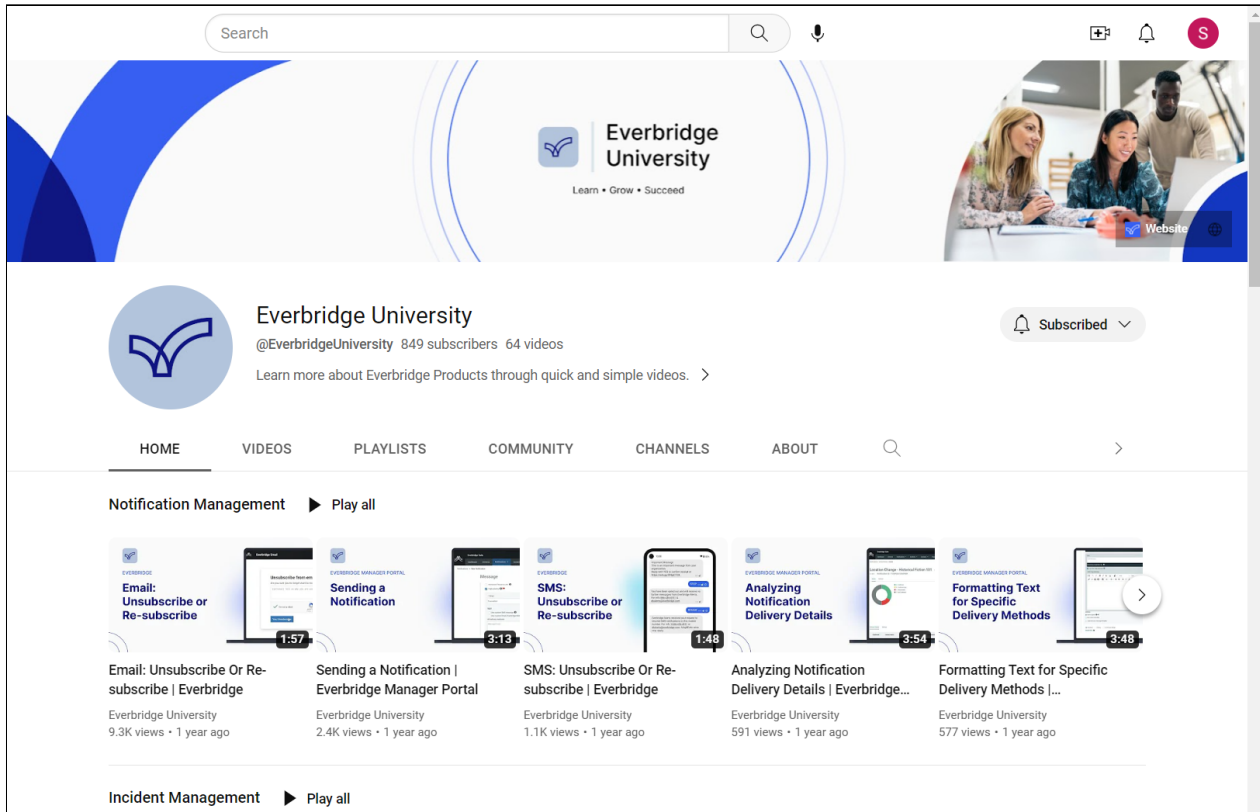 Search
S
Everbridge
University
Learn • Grow • Succeed
Website
Everbridge University
@EverbridgeUniversity 849 subscribers 64 videos
Learn more about Everbridge Products through quick and simple videos.
Subscribed
HOME VIDEOS PLAYLISTS COMMUNITY CHANNELS ABOUT
Notification Management Play all
EVERBRIDGE
Email:
Unsubscribe or
Re-subscribe
1:57
EVERBRIDGE MANAGER PORTAL
Sending a
Notification
Message
3:13
EVERBRIDGE
SMS:
Unsubscribe or
Re-subscribe
1:48
EVERBRIDGE MANAGER PORTAL
Analyzing
Notification
Delivery Details
3:54
EVERBRIDGE MANAGER PORTAL
Formatting Text
for Specific
Delivery Methods
3:48
Email: Unsubscribe Or Re-
subscribe | Everbridge
Everbridge University
9.3K views • 1 year ago
Sending a Notification |
Everbridge Manager Portal
Everbridge University
2.4K views • 1 year ago
SMS: Unsubscribe Or Re-
subscribe | Everbridge
Everbridge University
1.1K views • 1 year ago
Analyzing Notification
Delivery Details | Everbridge...
Everbridge University
591 views • 1 year ago
Formatting Text for Specific
Delivery Methods |...
Everbridge University
577 views • 1 year ago
Incident Management Play all